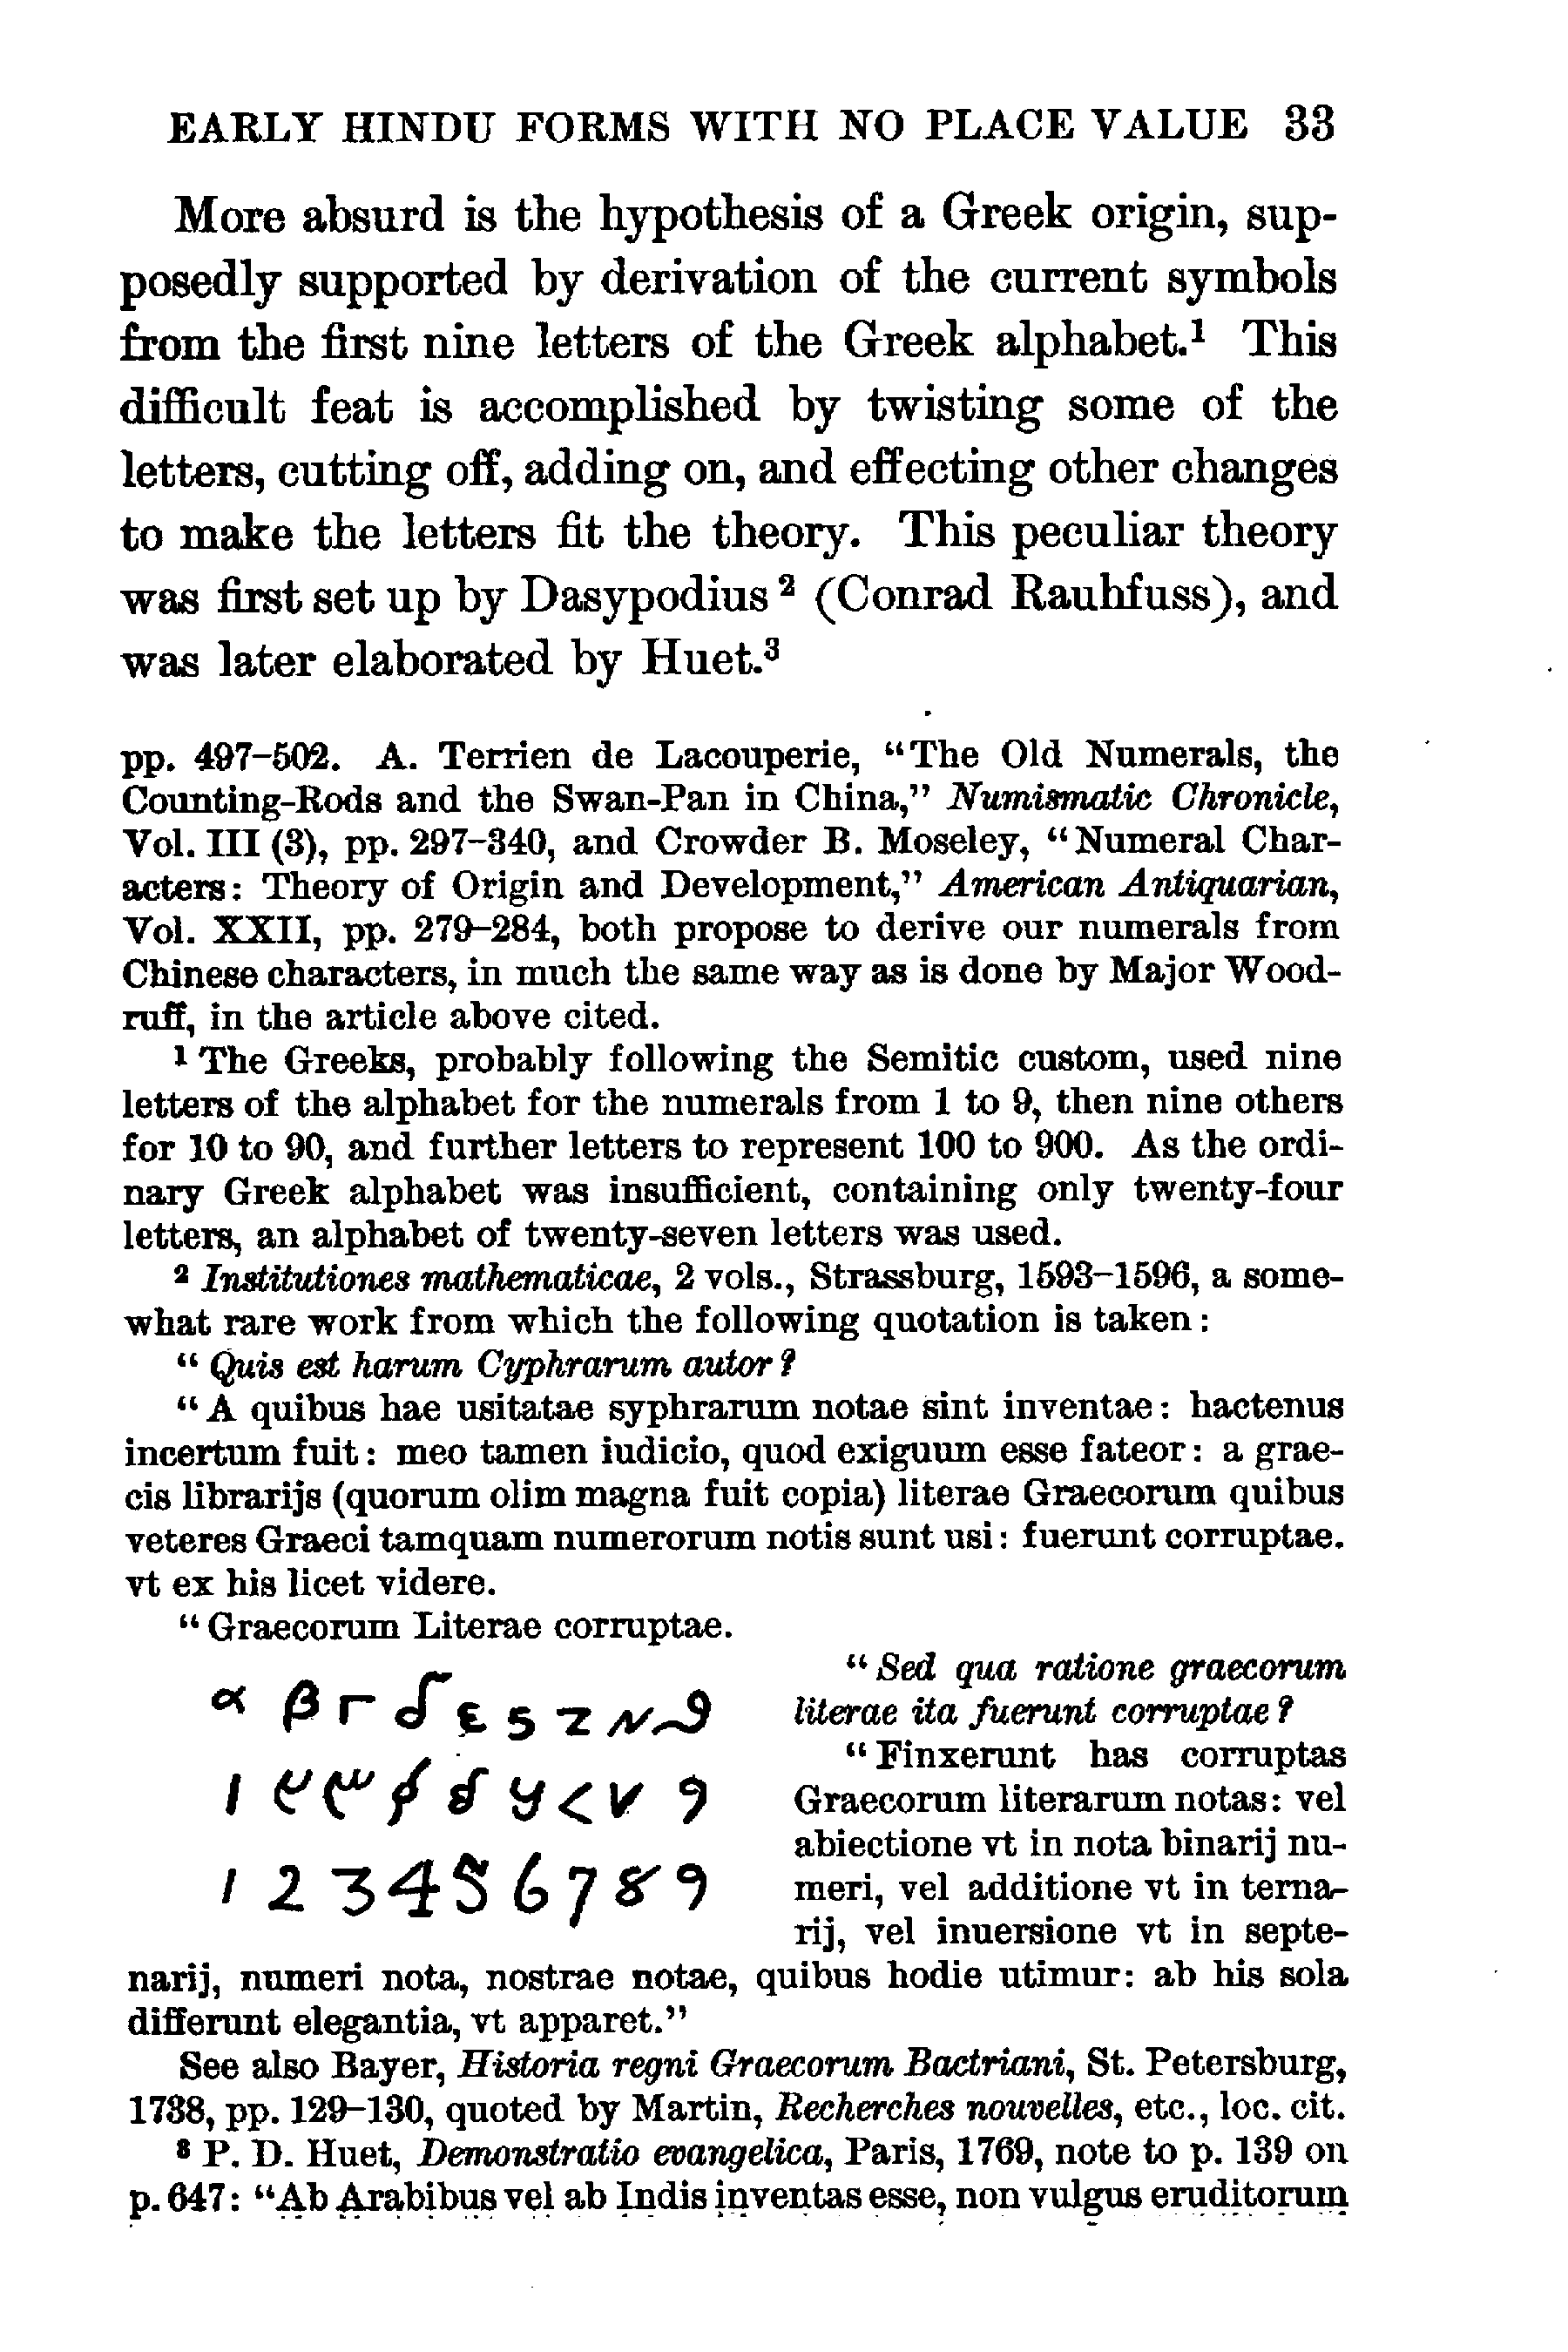 EARLY HINDU FORMS WITH NO PLACE VALUE 33
More absurd is the hypothesis of a Greek origin, sup-
posedly supported by derivation of the current symbols
from the first nine letters of the Greek alphabet.¹ This
difficult feat is accomplished by twisting some of the
letters, cutting off, adding on, and effecting other changes
to make the letters fit the theory. This peculiar theory
was first set up by Dasypodius² (Conrad Rauhfuss), and
was later elaborated by Huet.³
pp. 497–502. A. Terrien de Lacouperie, “The Old Numerals, the
Counting-Rods and the Swan-Pan in China,” Numismatic Chronicle,
Vol. III (3), pp. 297–340, and Crowder B. Moseley, “Numeral Char-
acters: Theory of Origin and Development,” American Antiquarian,
Vol. XXII, pp. 279–284, both propose to derive our numerals from
Chinese characters, in much the same way as is done by Major Wood-
ruff, in the article above cited.
¹ The Greeks, probably following the Semitic custom, used nine
letters of the alphabet for the numerals from 1 to 9, then nine others
for 10 to 90, and further letters to represent 100 to 900. As the ordi-
nary Greek alphabet was insufficient, containing only twenty-four
letters, an alphabet of twenty-seven letters was used.
² Institutiones mathematicae, 2 vols., Strassburg, 1593–1596, a some-
what rare work from which the following quotation is taken:
“Quis est harum Cyphrarum autor?
“A quibus hae usitatae syphrarum notae sint inventae: hactenus
incertum fuit: meo tamen iudicio, quod exiguum esse fateor: a grae-
cis librarijs (quorum olim magna fuit copia) literae Graecorum quibus
veteres Graeci tamquam numerorum notis sunt usi: fuerunt corruptae.
vt ex his licet videre.
“Graecorum Literae corruptae.
α β Γ δ ε
1 2 3 4 5 6 7 8 9
“Sed qua ratione graecorum
literae ita fuerunt corruptae?
“Finxerunt has corruptas
Graecorum literarum notas: vel
abiectione vt in nota binarij nu-
meri, vel additione vt in terna-
rij, vel inuersione vt in septe-
narij, numeri nota, nostrae notae, quibus hodie utimur: ab his sola
differunt elegantia, vt apparet.”
See also Bayer, Historia regni Graecorum Bactriani, St. Petersburg,
1738, pp. 129–130, quoted by Martin, Recherches nouvelles, etc., loc. cit.
³ P. D. Huet, Demonstratio evangelica, Paris, 1769, note to p. 139 on
p. 647: “Ab Arabibus vel ab Indis inventas esse, non vulgus eruditorum